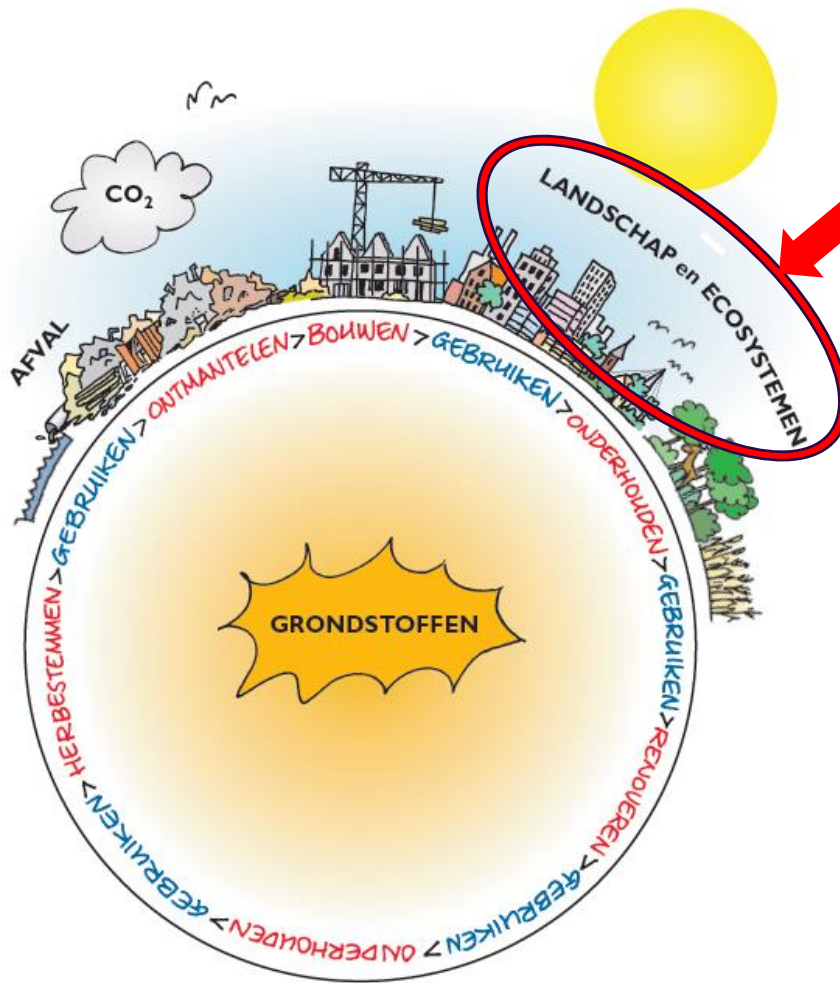 CO₂
LANDSCHAP en ECOSYSTEMEN
AFVAL
BOUWEN > GEBRUIKEN > ONDERHOUDEN > GEBRUIKEN > RENOVEREN > GEBRUIKEN > ONDERHOUDEN > GEBRUIKEN > HERBESTEMMEN > GEBRUIKEN > ONTMANTELEN >
GRONDSTOFFEN